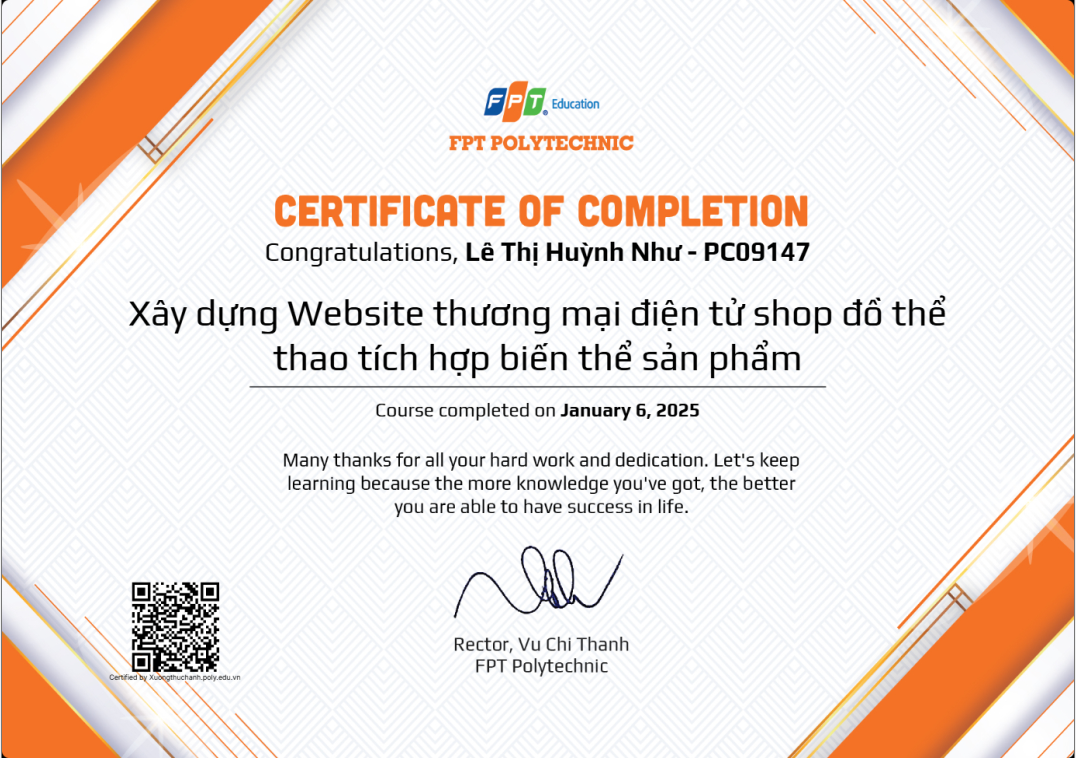 FPT. Education
FPT POLYTECHNIC
CERTIFICATE OF COMPLETION
Congratulations, Lê Thị Huỳnh Như - PC09147
Xây dựng Website thương mại điện tử shop đồ thể
thao tích hợp biến thể sản phẩm
Course completed on January 6, 2025
Many thanks for all your hard work and dedication. Let's keep
learning because the more knowledge you've got, the better
you are able to have success in life.
Rector, Vu Chi Thanh
FPT Polytechnic
Certified by Xuongthuchanh.poly.edu.vn